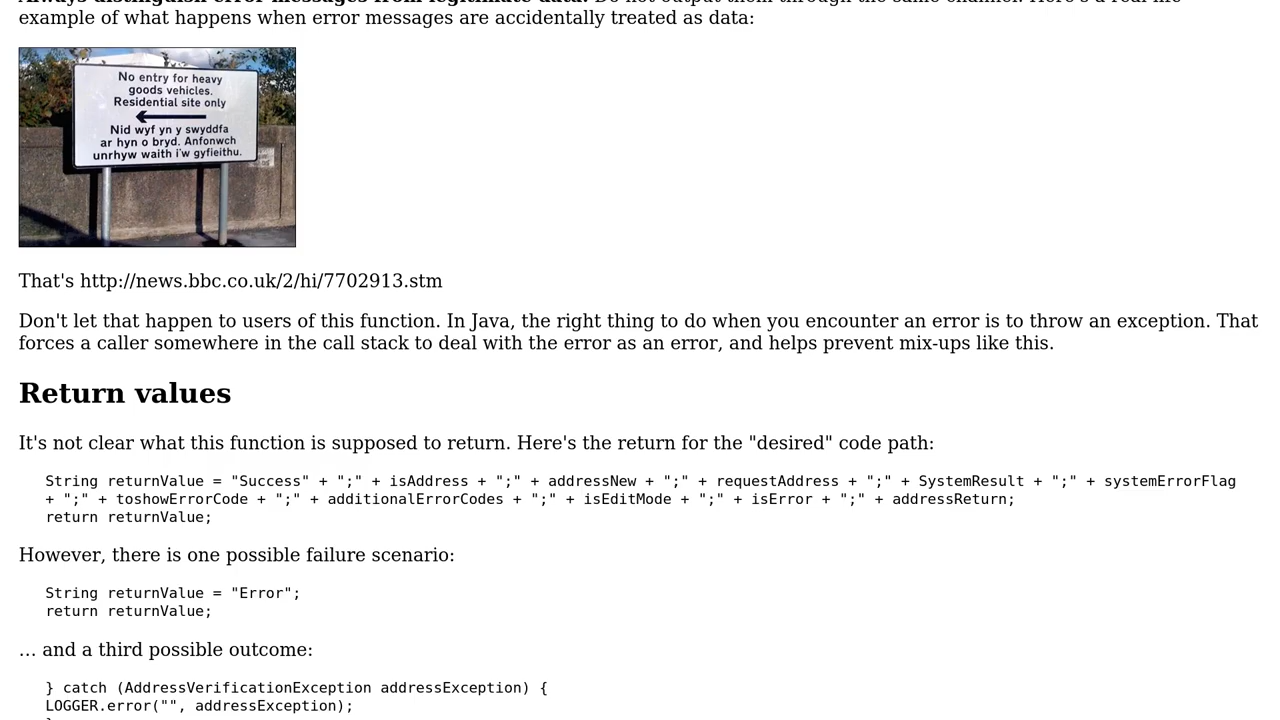 example of what happens when error messages are accidentally treated as data:
No entry for heavy
goods vehicles.
Residential site only
Nid wyf yn y swyddfa
ar hyn o bryd. Anfonwch
unrhyw waith i'w gyfieithu.
That's http://news.bbc.co.uk/2/hi/7702913.stm
Don't let that happen to users of this function. In Java, the right thing to do when you encounter an error is to throw an exception. That
forces a caller somewhere in the call stack to deal with the error as an error, and helps prevent mix-ups like this.
Return values
It's not clear what this function is supposed to return. Here's the return for the "desired" code path:
String returnValue = "Success" + ";" + isAddress + ";" + addressNew + ";" + requestAddress + ";" + SystemResult + ";" + systemErrorFlag
+ ";" + toshowErrorCode + ";" + additionalErrorCodes + ";" + isEditMode + ";" + isError + ";" + addressReturn;
return returnValue;
However, there is one possible failure scenario:
String returnValue = "Error";
return returnValue;
… and a third possible outcome:
} catch (AddressVerificationException addressException) {
LOGGER.error("", addressException);